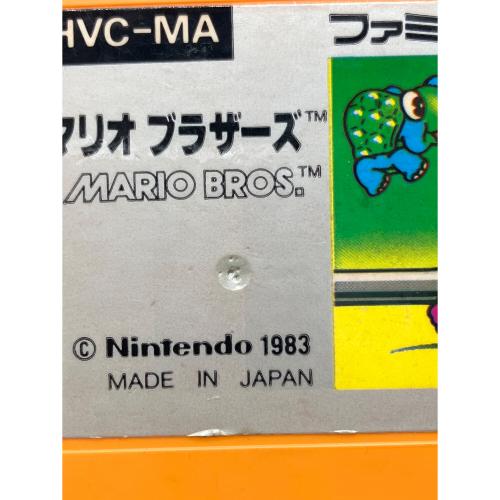 HVC-MA ファミ
マリオ ブラザーズ™
MARIO BROS.™
© Nintendo 1983
MADE IN JAPAN